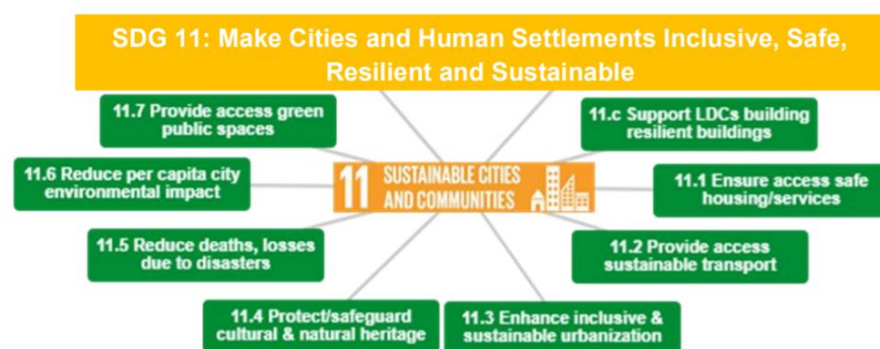 SDG 11: Make Cities and Human Settlements Inclusive, Safe,
Resilient and Sustainable
11.7 Provide access green
public spaces
11.c Support LDCs building
resilient buildings
11.6 Reduce per capita city
environmental impact
11 SUSTAINABLE CITIES
AND COMMUNITIES
11.1 Ensure access safe
housing/services
11.5 Reduce deaths, losses
due to disasters
11.2 Provide access
sustainable transport
11.4 Protect/safeguard
cultural & natural heritage
11.3 Enhance inclusive &
sustainable urbanization